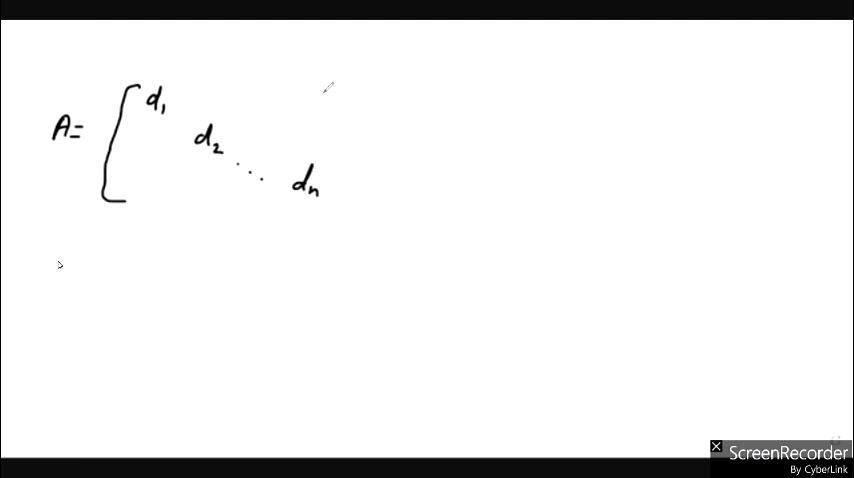 A= [ d₁
d₂
⋱
dₙ
ScreenRecorder
By CyberLink